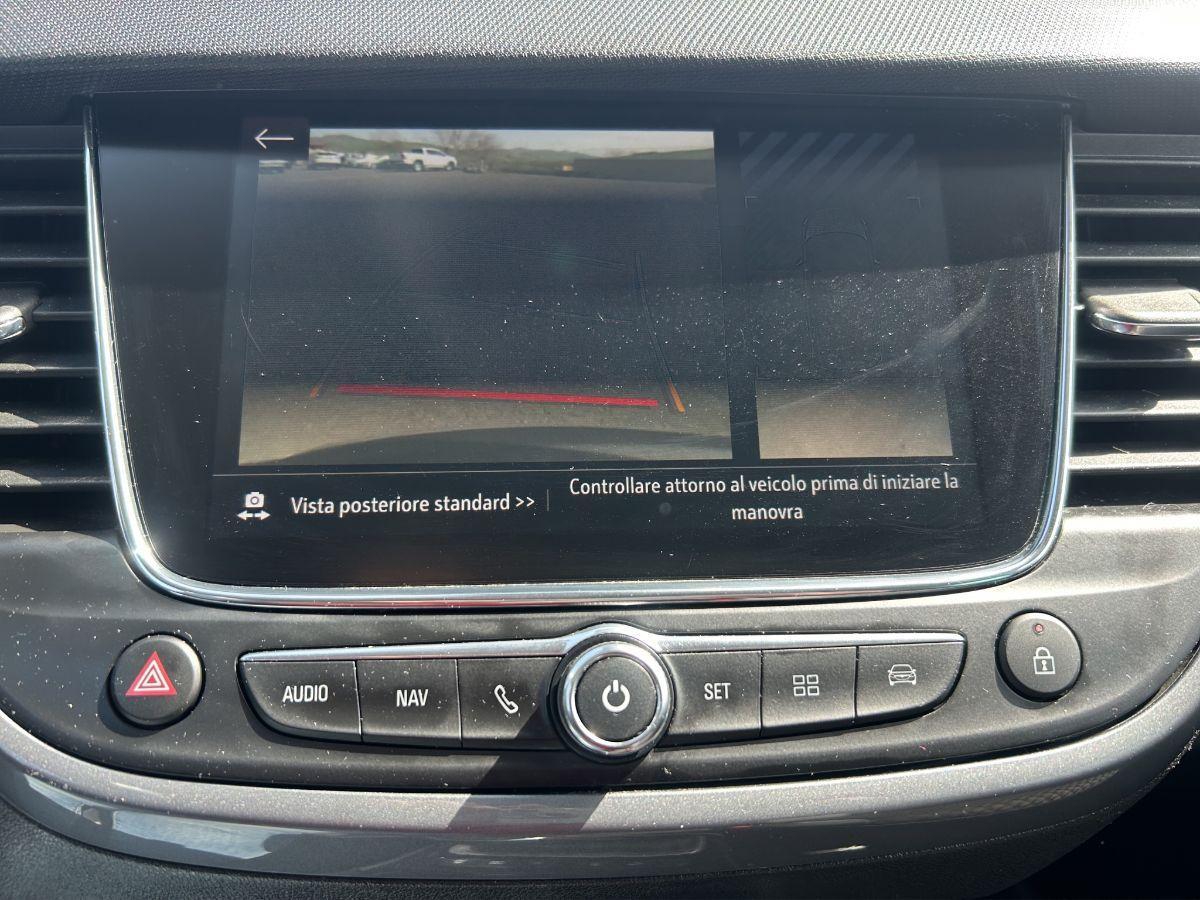 Vista posteriore standard >>
Controllare attorno al veicolo prima di iniziare la
manovra
AUDIO
NAV
SET